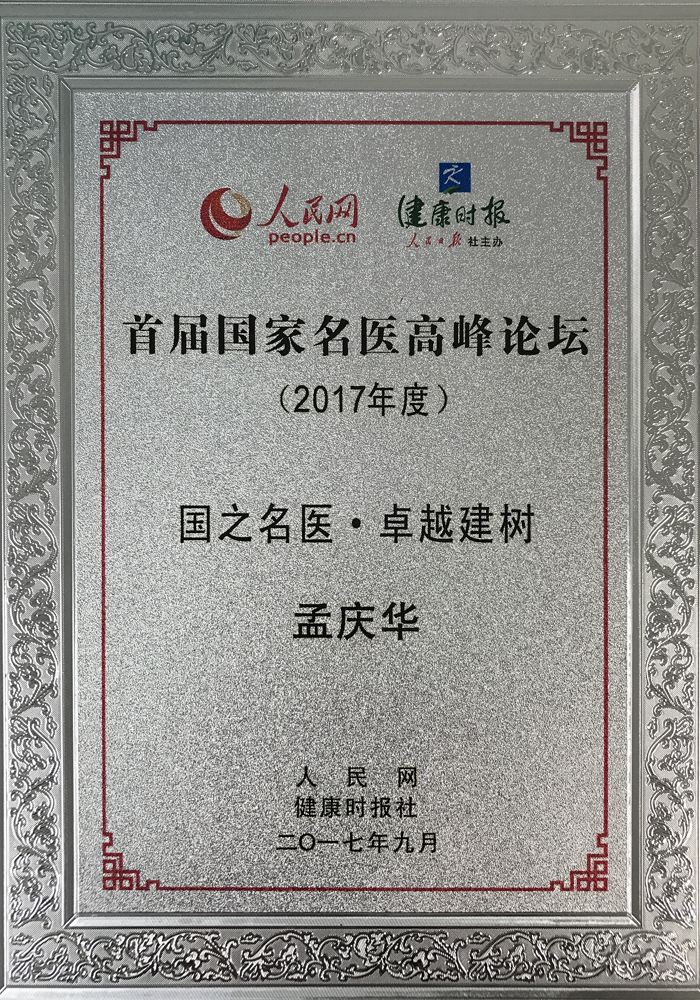 人民网 健康时报
people.cn 人民日报 社主办
首届国家名医高峰论坛
（2017年度）
国之名医·卓越建树
孟庆华
人民网
健康时报社
二〇一七年九月